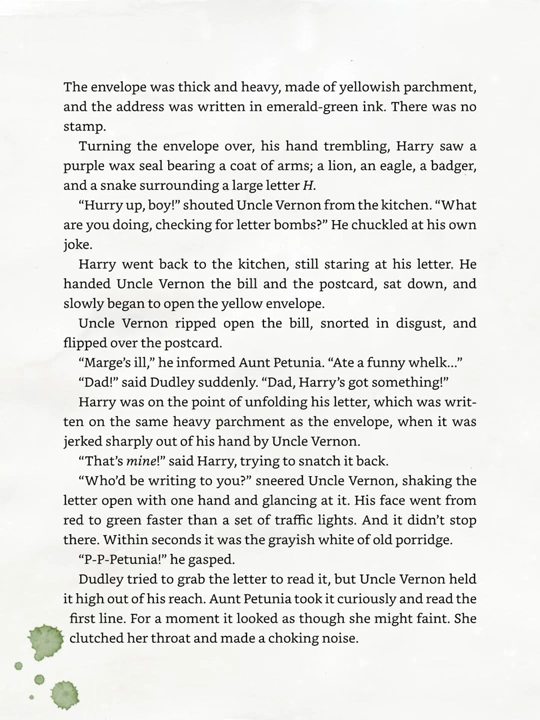 The envelope was thick and heavy, made of yellowish parchment,
and the address was written in emerald-green ink. There was no
stamp.
Turning the envelope over, his hand trembling, Harry saw a
purple wax seal bearing a coat of arms; a lion, an eagle, a badger,
and a snake surrounding a large letter H.
“Hurry up, boy!” shouted Uncle Vernon from the kitchen. “What
are you doing, checking for letter bombs?” He chuckled at his own
joke.
Harry went back to the kitchen, still staring at his letter. He
handed Uncle Vernon the bill and the postcard, sat down, and
slowly began to open the yellow envelope.
Uncle Vernon ripped open the bill, snorted in disgust, and
flipped over the postcard.
“Marge’s ill,” he informed Aunt Petunia. “Ate a funny whelk...”
“Dad!” said Dudley suddenly. “Dad, Harry’s got something!”
Harry was on the point of unfolding his letter, which was writ-
ten on the same heavy parchment as the envelope, when it was
jerked sharply out of his hand by Uncle Vernon.
“That’s mine!” said Harry, trying to snatch it back.
“Who’d be writing to you?” sneered Uncle Vernon, shaking the
letter open with one hand and glancing at it. His face went from
red to green faster than a set of traffic lights. And it didn’t stop
there. Within seconds it was the grayish white of old porridge.
“P-P-Petunia!” he gasped.
Dudley tried to grab the letter to read it, but Uncle Vernon held
it high out of his reach. Aunt Petunia took it curiously and read the
first line. For a moment it looked as though she might faint. She
clutched her throat and made a choking noise.